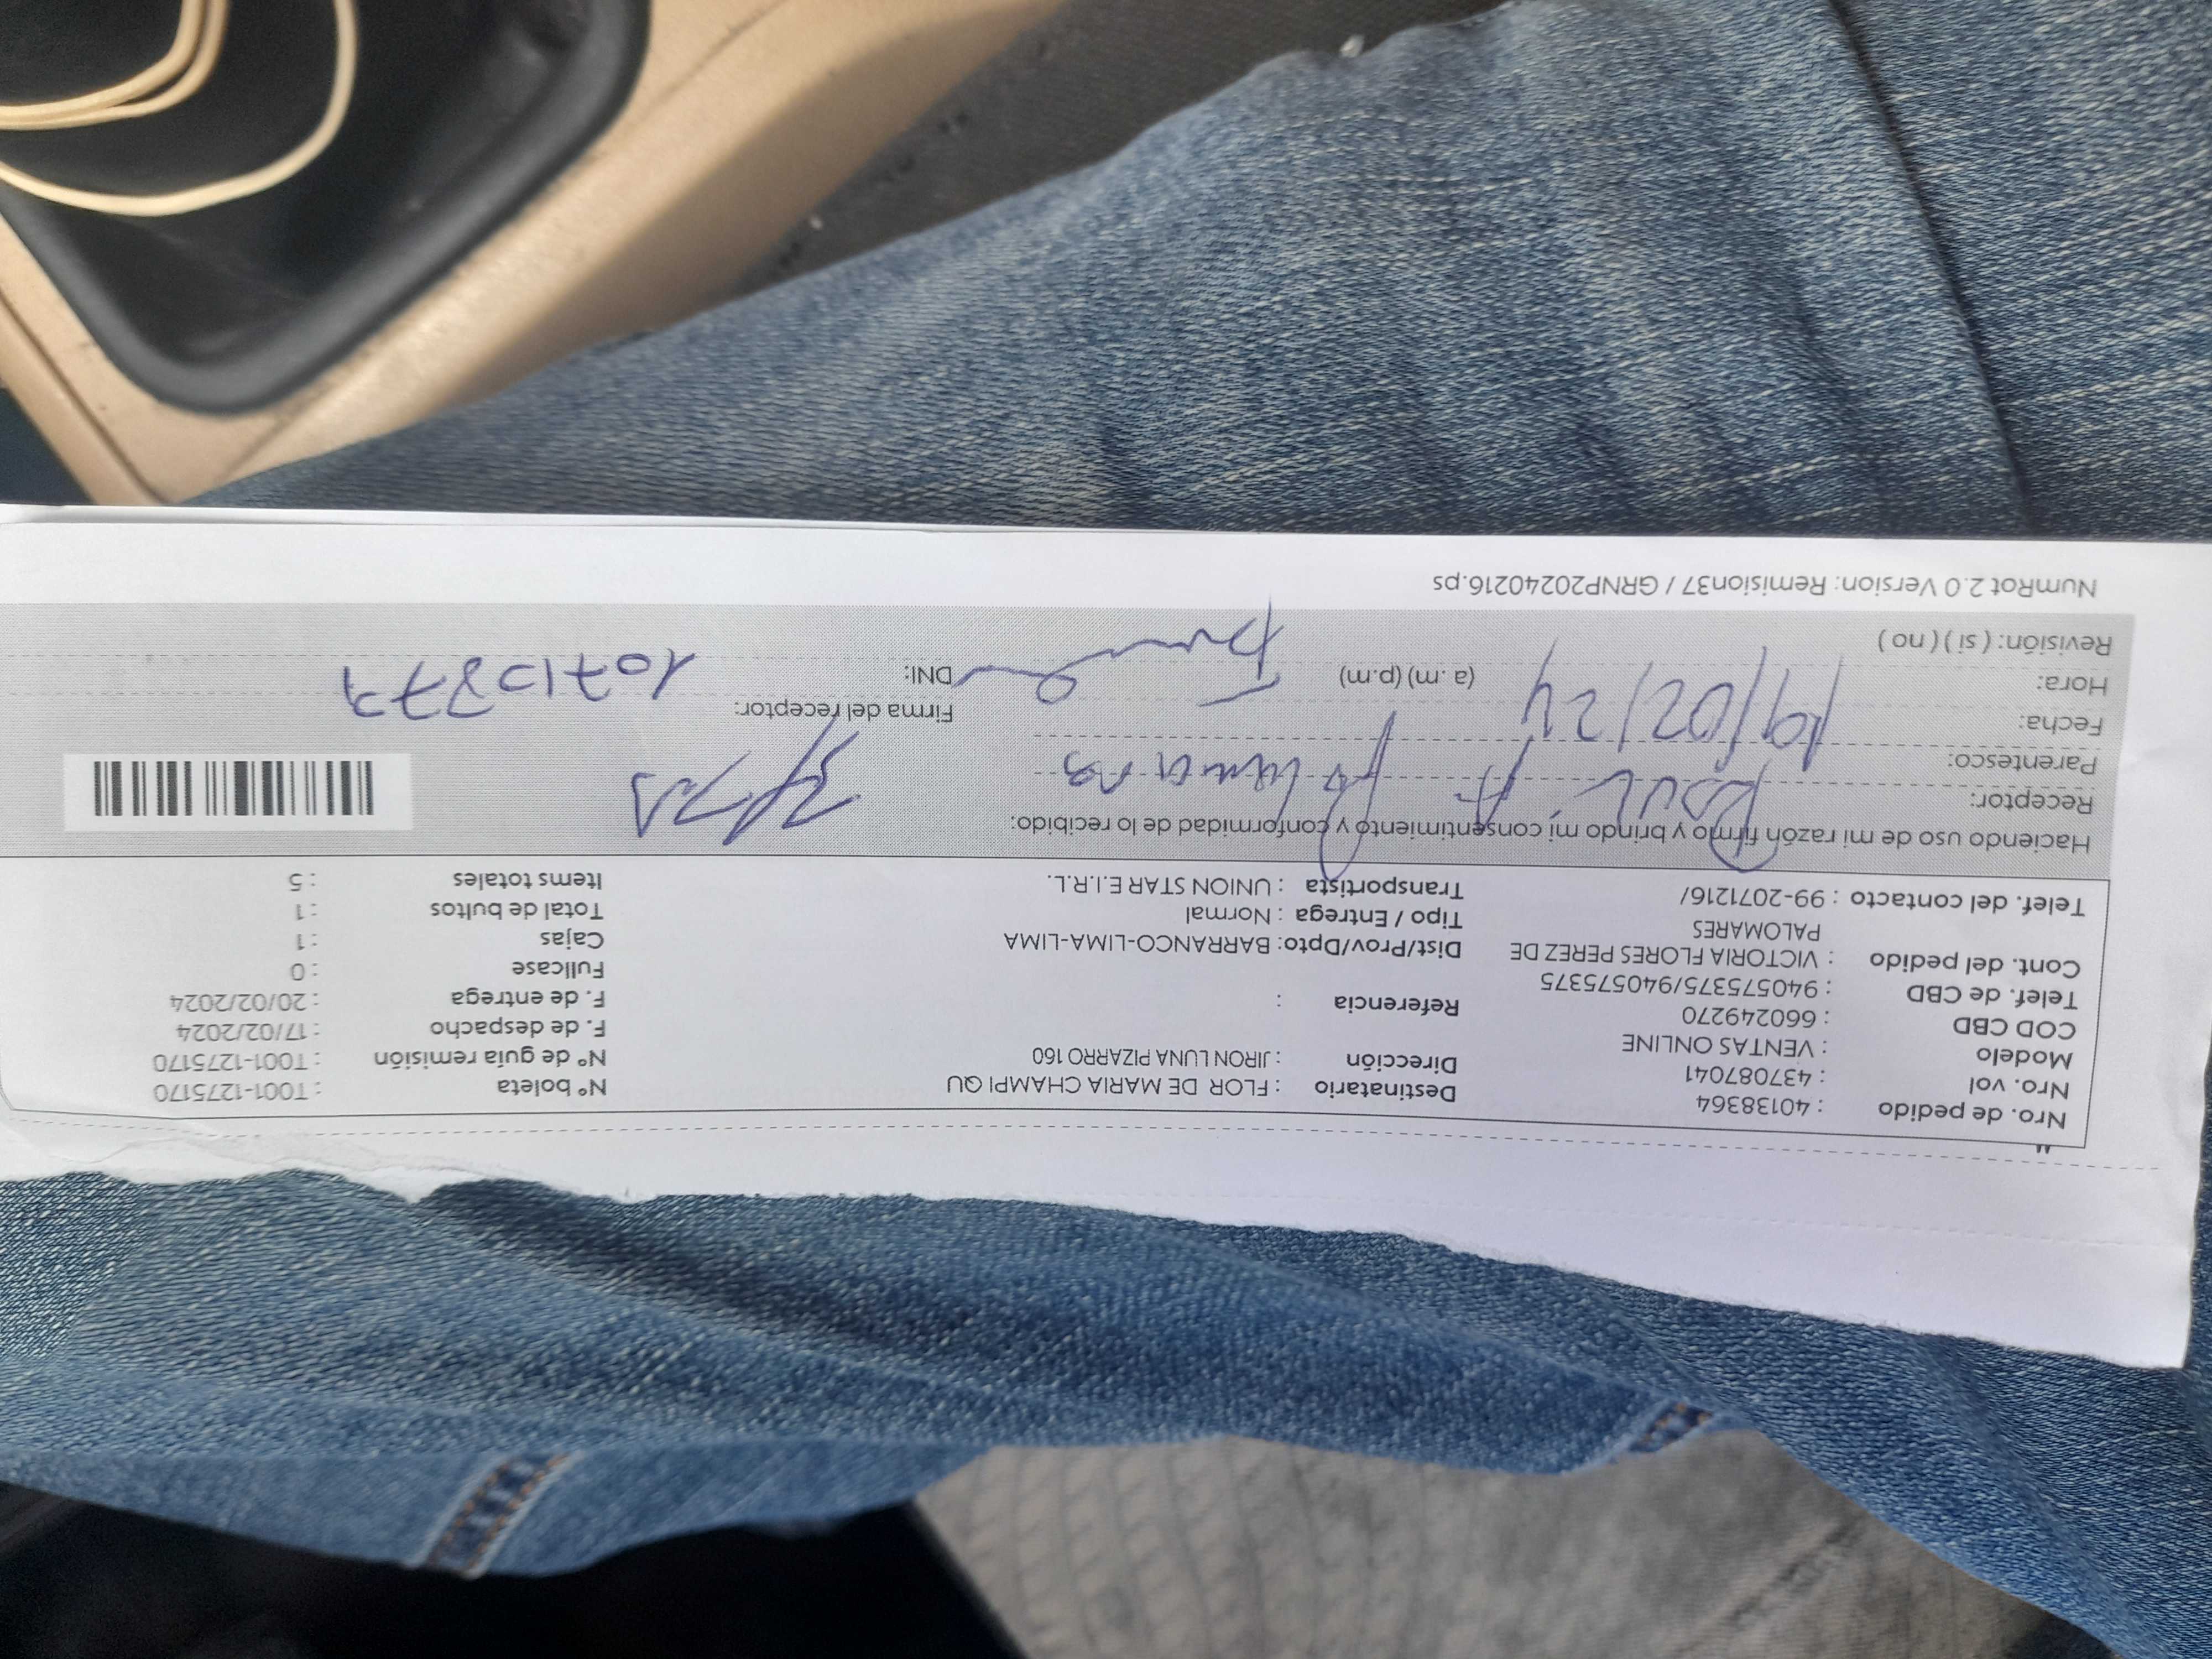 Nro. de pedido : 40138364
Nro. vol : 437087041
Modelo : VENTAS ONLINE
COD CBD : 660249270
Telef. de CBD : 940575375/940575375
Cont. del pedido : VICTORIA FLORES PEREZ DE
PALOMARES
Telef. del contacto : 99-2071216/
Destinatario : FLOR DE MARIA CHAMPI QU
Dirección : JIRON LUNA PIZARRO 160
Referencia :
Dist/Prov/Dpto: BARRANCO-LIMA-LIMA
Tipo / Entrega : Normal
Transportista : UNION STAR E.I.R.L.
Nº boleta : T001-1275170
Nº de guía remisión : T001-1275170
F. de despacho : 17/02/2024
F. de entrega : 20/02/2024
Fullcase : 0
Cajas : 1
Total de bultos : 1
Items totales : 5
Haciendo uso de mi razón firmo y brindo mi consentimiento y conformidad de lo recibido:
Receptor:
Parentesco:
Fecha: 19/02/24
Hora: (a. m) (p.m)
Revisión: ( si ) ( no )
Firma del receptor:
DNI:
NumRot 2.0 Version: Remision37 / GRNP20240216.ps